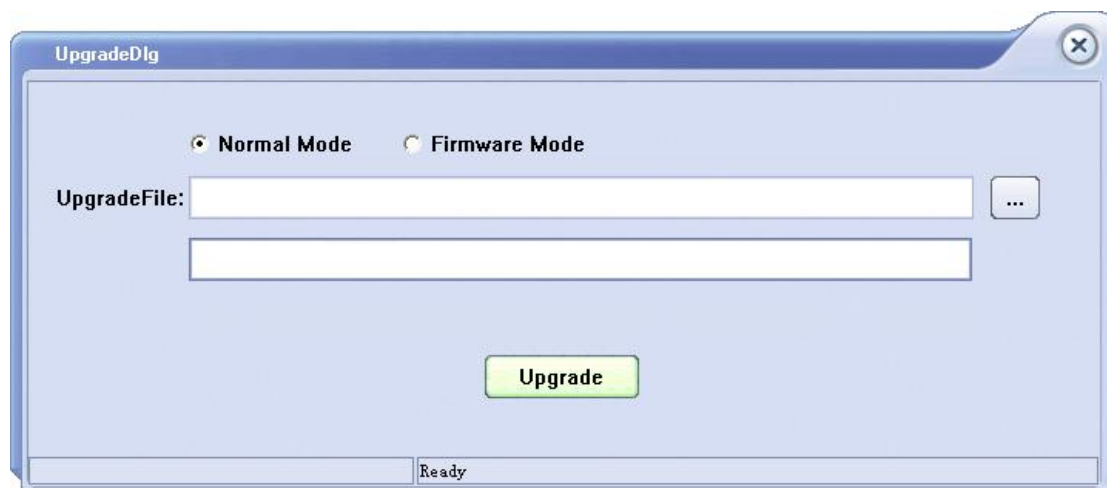 UpgradeDlg
Normal Mode Firmware Mode
UpgradeFile:
...
Upgrade
Ready